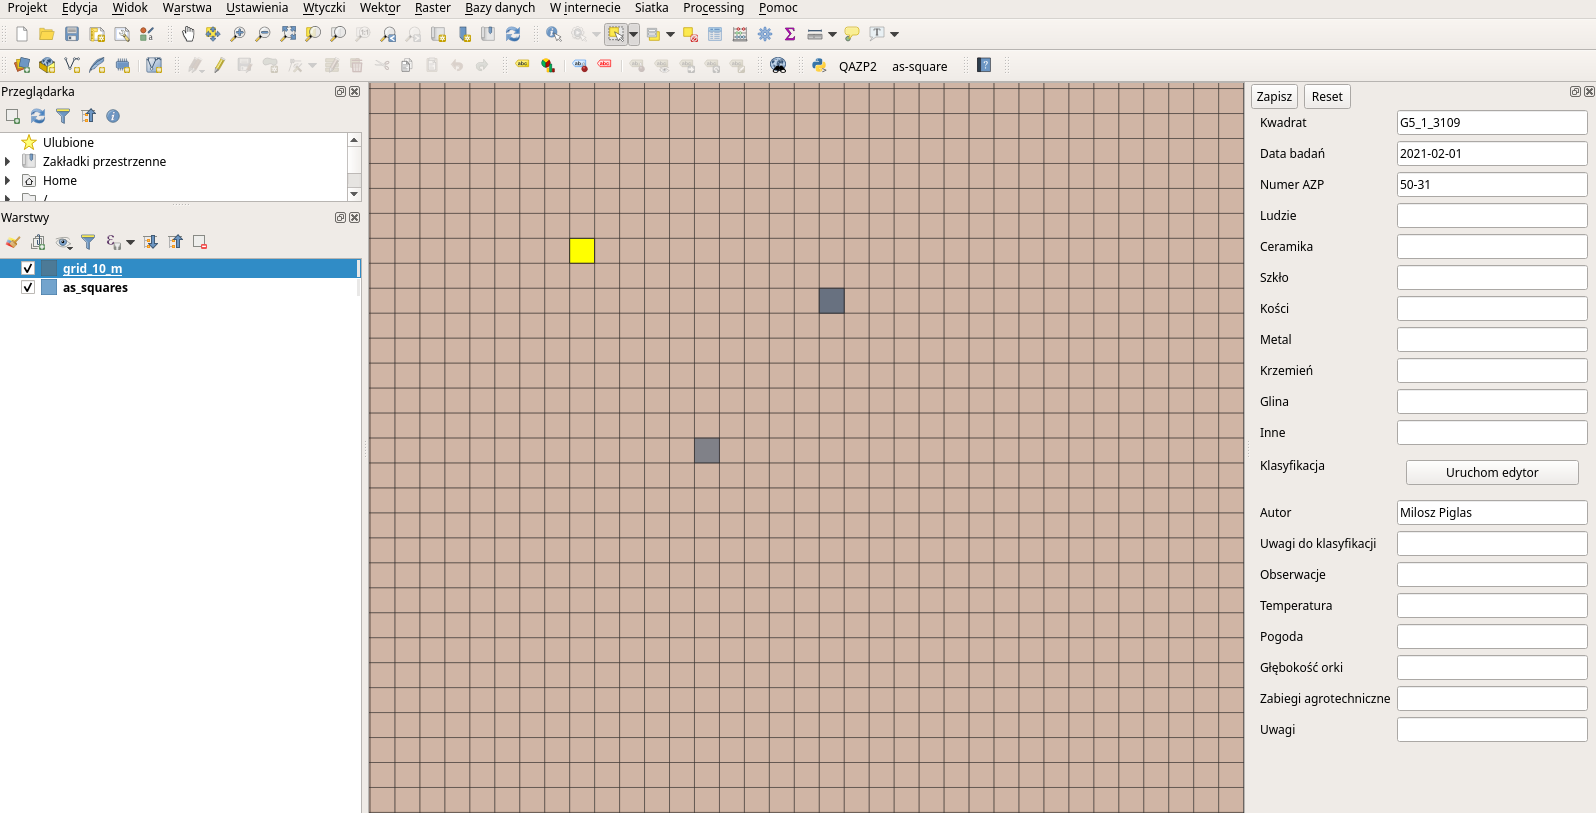 Projekt Edycja Widok Warstwa Ustawienia Wtyczki Wektor Raster Bazy danych W internecie Siatka Processing Pomoc
QAZP2 as-square
Przeglądarka
Ulubione
Zakładki przestrzenne
Home
/
Warstwy
grid_10_m
as_squares
Zapisz Reset
Kwadrat G5_1_3109
Data badań 2021-02-01
Numer AZP 50-31
Ludzie
Ceramika
Szkło
Kości
Metal
Krzemień
Glina
Inne
Klasyfikacja Uruchom edytor
Autor Milosz Piglas
Uwagi do klasyfikacji
Obserwacje
Temperatura
Pogoda
Głębokość orki
Zabiegi agrotechniczne
Uwagi